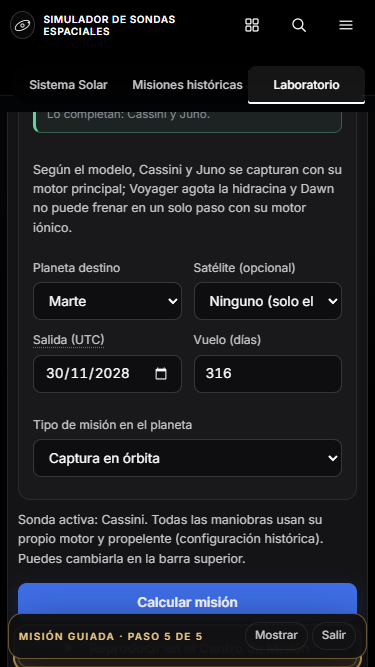 SIMULADOR DE SONDAS
ESPACIALES
Sistema Solar
Misiones históricas
Laboratorio
Lo completan: Cassini y Juno.
Según el modelo, Cassini y Juno se capturan con su
motor principal; Voyager agota la hidracina y Dawn
no puede frenar en un solo paso con su motor
iónico.
Planeta destino
Satélite (opcional)
Marte
Ninguno (solo el
Salida (UTC)
Vuelo (días)
30/11/2028
316
Tipo de misión en el planeta
Captura en órbita
Sonda activa: Cassini. Todas las maniobras usan su
propio motor y propelente (configuración histórica).
Puedes cambiarla en la barra superior.
Calcular misión
MISIÓN GUIADA · PASO 5 DE 5
Mostrar
Salir